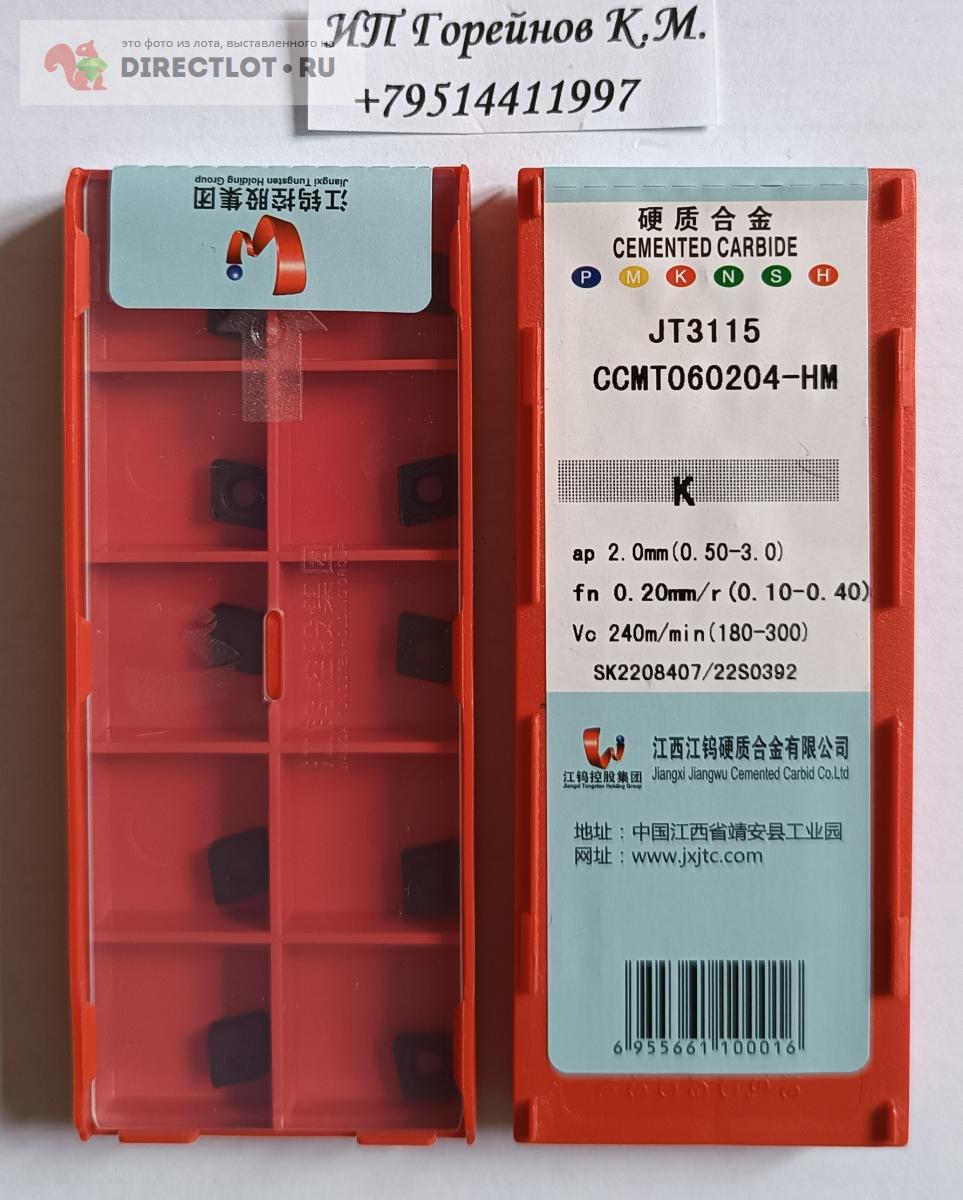 ИП Горейнов К.М.
+79514411997
это фото из лота, выставленного на
DIRECTLOT.RU
江钨控股集团
Jiangxi Tungsten Holding Group
硬质合金
CEMENTED CARBIDE
P M K N S H
JT3115
CCMT060204-HM
K
ap 2.0mm(0.50-3.0)
fn 0.20mm/r(0.10-0.40)
Vc 240m/min(180-300)
SK2208407/22S0392
江钨控股集团
Jiangxi Tungsten Holding Group
江西江钨硬质合金有限公司
Jiangxi Jiangwu Cemented Carbid Co.Ltd
地址：中国江西省靖安县工业园
网址：www.jxjtc.com
6 955661 100016